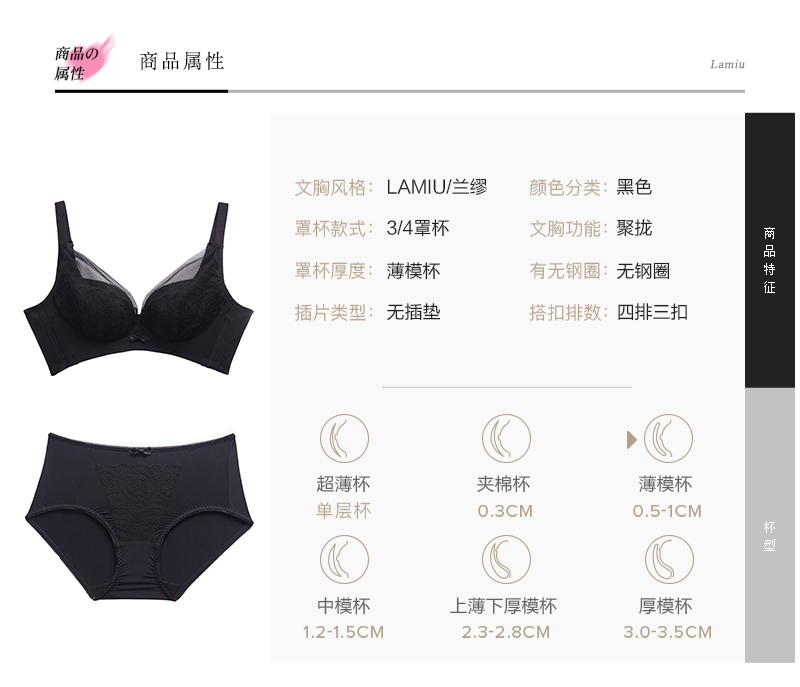 商品の
属性
商品属性
Lamiu
文胸风格: LAMIU/兰缪 颜色分类: 黑色
罩杯款式: 3/4罩杯 文胸功能: 聚拢
罩杯厚度: 薄模杯 有无钢圈: 无钢圈
插片类型: 无插垫 搭扣排数: 四排三扣
商品特征
超薄杯 夹棉杯 薄模杯
单层杯 0.3CM 0.5-1CM
中模杯 上薄下厚模杯 厚模杯
1.2-1.5CM 2.3-2.8CM 3.0-3.5CM
杯型